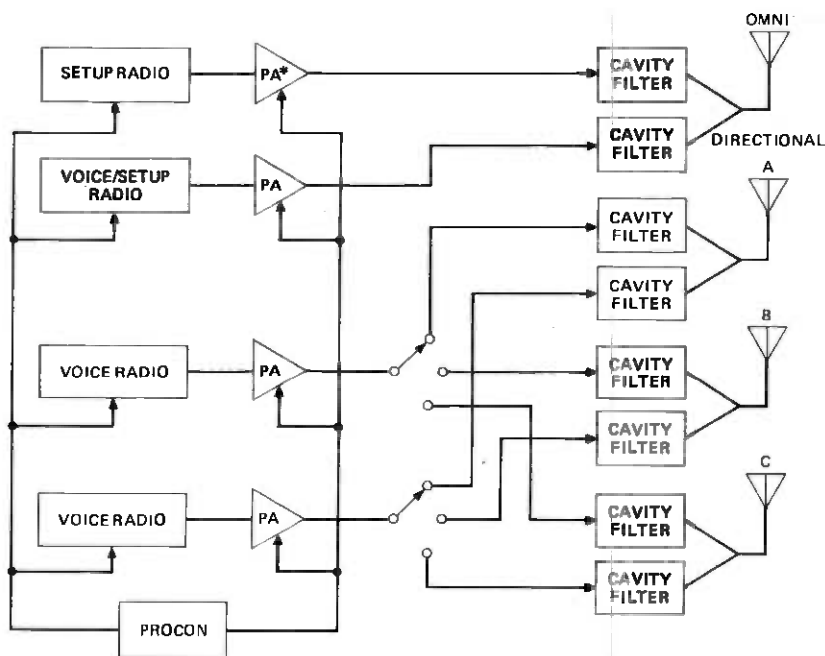 OMNI
SETUP RADIO
PA*
CAVITY
FILTER
CAVITY
FILTER
DIRECTIONAL
VOICE/SETUP
RADIO
PA
A
CAVITY
FILTER
CAVITY
FILTER
B
VOICE RADIO
PA
CAVITY
FILTER
CAVITY
FILTER
C
VOICE RADIO
PA
CAVITY
FILTER
CAVITY
FILTER
PROCON